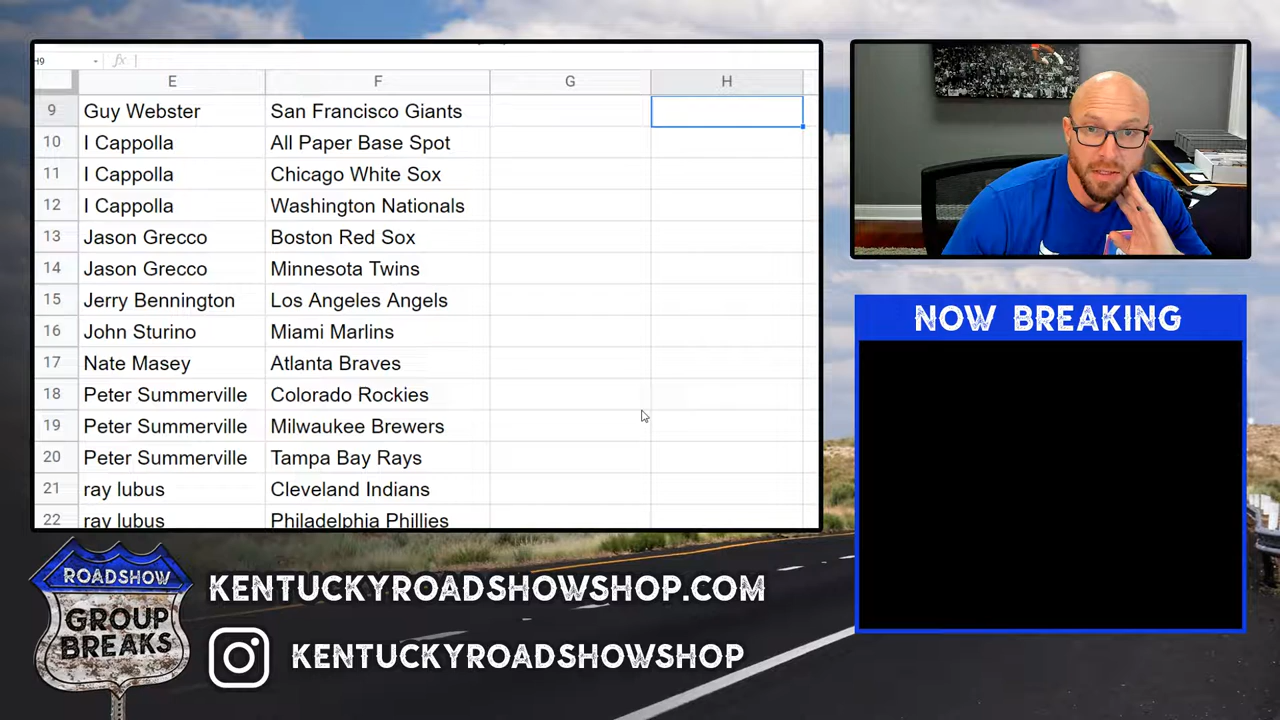 H9 fx
E F G H
9 Guy Webster San Francisco Giants
10 I Cappolla All Paper Base Spot
11 I Cappolla Chicago White Sox
12 I Cappolla Washington Nationals
13 Jason Grecco Boston Red Sox
14 Jason Grecco Minnesota Twins
15 Jerry Bennington Los Angeles Angels
16 John Sturino Miami Marlins
17 Nate Masey Atlanta Braves
18 Peter Summerville Colorado Rockies
19 Peter Summerville Milwaukee Brewers
20 Peter Summerville Tampa Bay Rays
21 ray lubus Cleveland Indians
22 ray lubus Philadelphia Phillies
NOW BREAKING
ROADSHOW
GROUP
BREAKS
KENTUCKYROADSHOWSHOP.COM
KENTUCKYROADSHOWSHOP